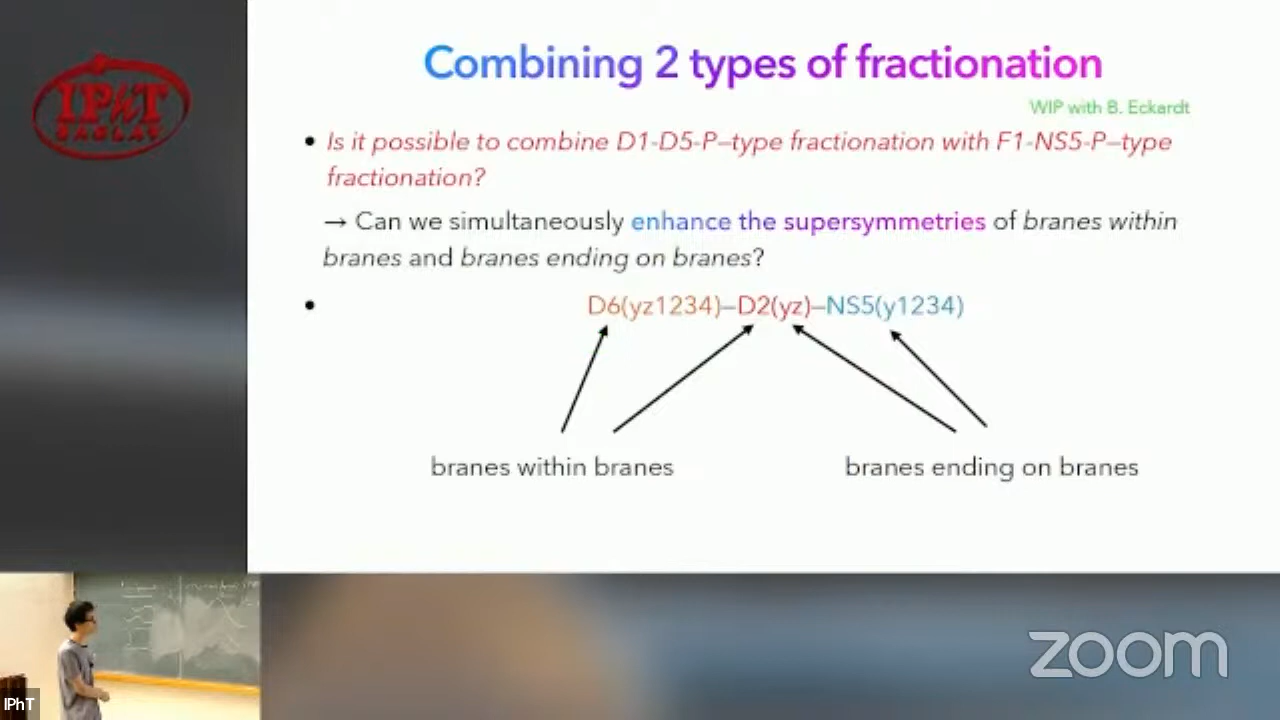 IPhT
SACLAY
Combining 2 types of fractionation
WIP with B. Eckardt
• Is it possible to combine D1-D5-P–type fractionation with F1-NS5-P–type
fractionation?
→ Can we simultaneously enhance the supersymmetries of branes within
branes and branes ending on branes?
• D6(yz1234)–D2(yz)–NS5(y1234)
branes within branes
branes ending on branes
zoom
IPhT